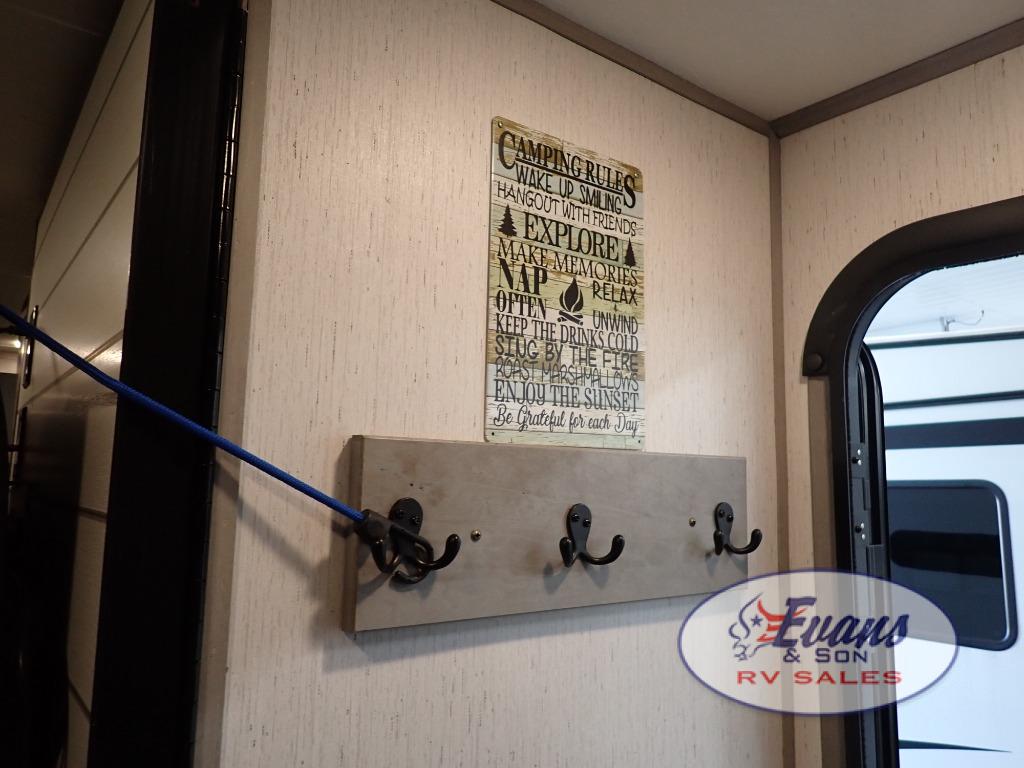 CAMPING RULES
WAKE UP SMILING
HANGOUT WITH FRIENDS
EXPLORE
MAKE MEMORIES
NAP
OFTEN
RELAX
UNWIND
KEEP THE DRINKS COLD
SING BY THE FIRE
ROAST MARSHMALLOWS
ENJOY THE SUNSET
Be Grateful for each Day
Evans
& SON
RV SALES